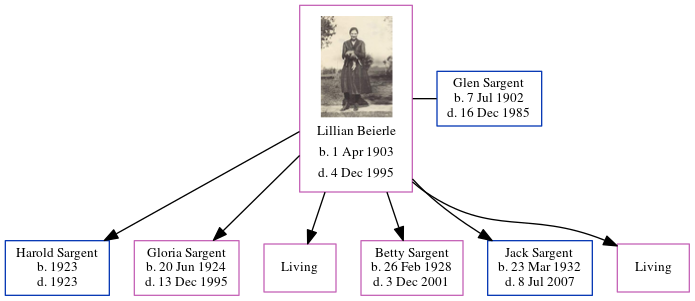 Lillian Beierle
b. 1 Apr 1903
d. 4 Dec 1995
Glen Sargent
b. 7 Jul 1902
d. 16 Dec 1985
Harold Sargent
b. 1923
d. 1923
Gloria Sargent
b. 20 Jun 1924
d. 13 Dec 1995
Living
Betty Sargent
b. 26 Feb 1928
d. 3 Dec 2001
Jack Sargent
b. 23 Mar 1932
d. 8 Jul 2007
Living